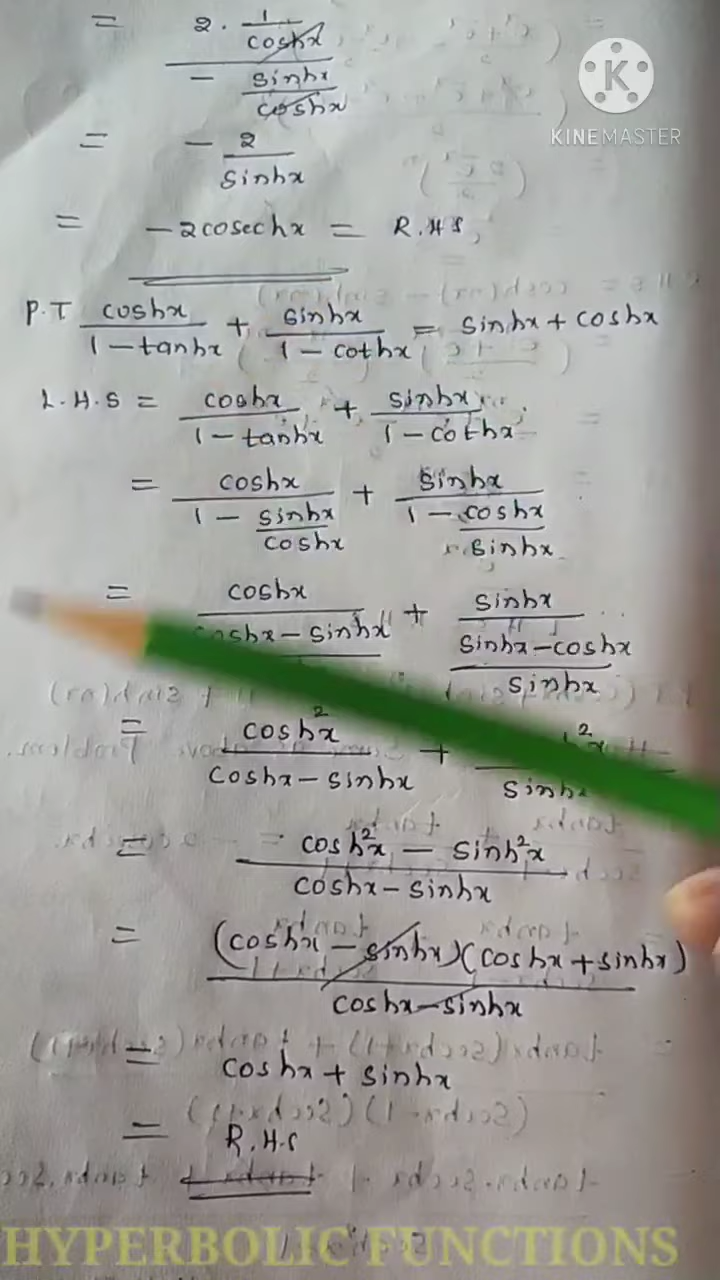 = 2 · 1/coshx / - sinhx/coshx
KINEMASTER
= - 2/sinhx
= - 2cosechx = R.H.S,
P.T coshx/1-tanhx + sinhx/1-cothx = sinhx + coshx
L.H.S = coshx/1-tanhx + sinhx/1-cothx
= coshx/1 - sinhx/coshx + sinhx/1 - coshx/sinhx
= coshx/coshx - sinhx + sinhx/sinhx - coshx/sinhx
= cosh²x/coshx - sinhx +
= cosh²x - sinh²x/coshx - sinhx
= (coshx - sinhx)(coshx + sinhx)/coshx - sinhx
= coshx + sinhx
= R.H.S
HYPERBOLIC FUNCTIONS